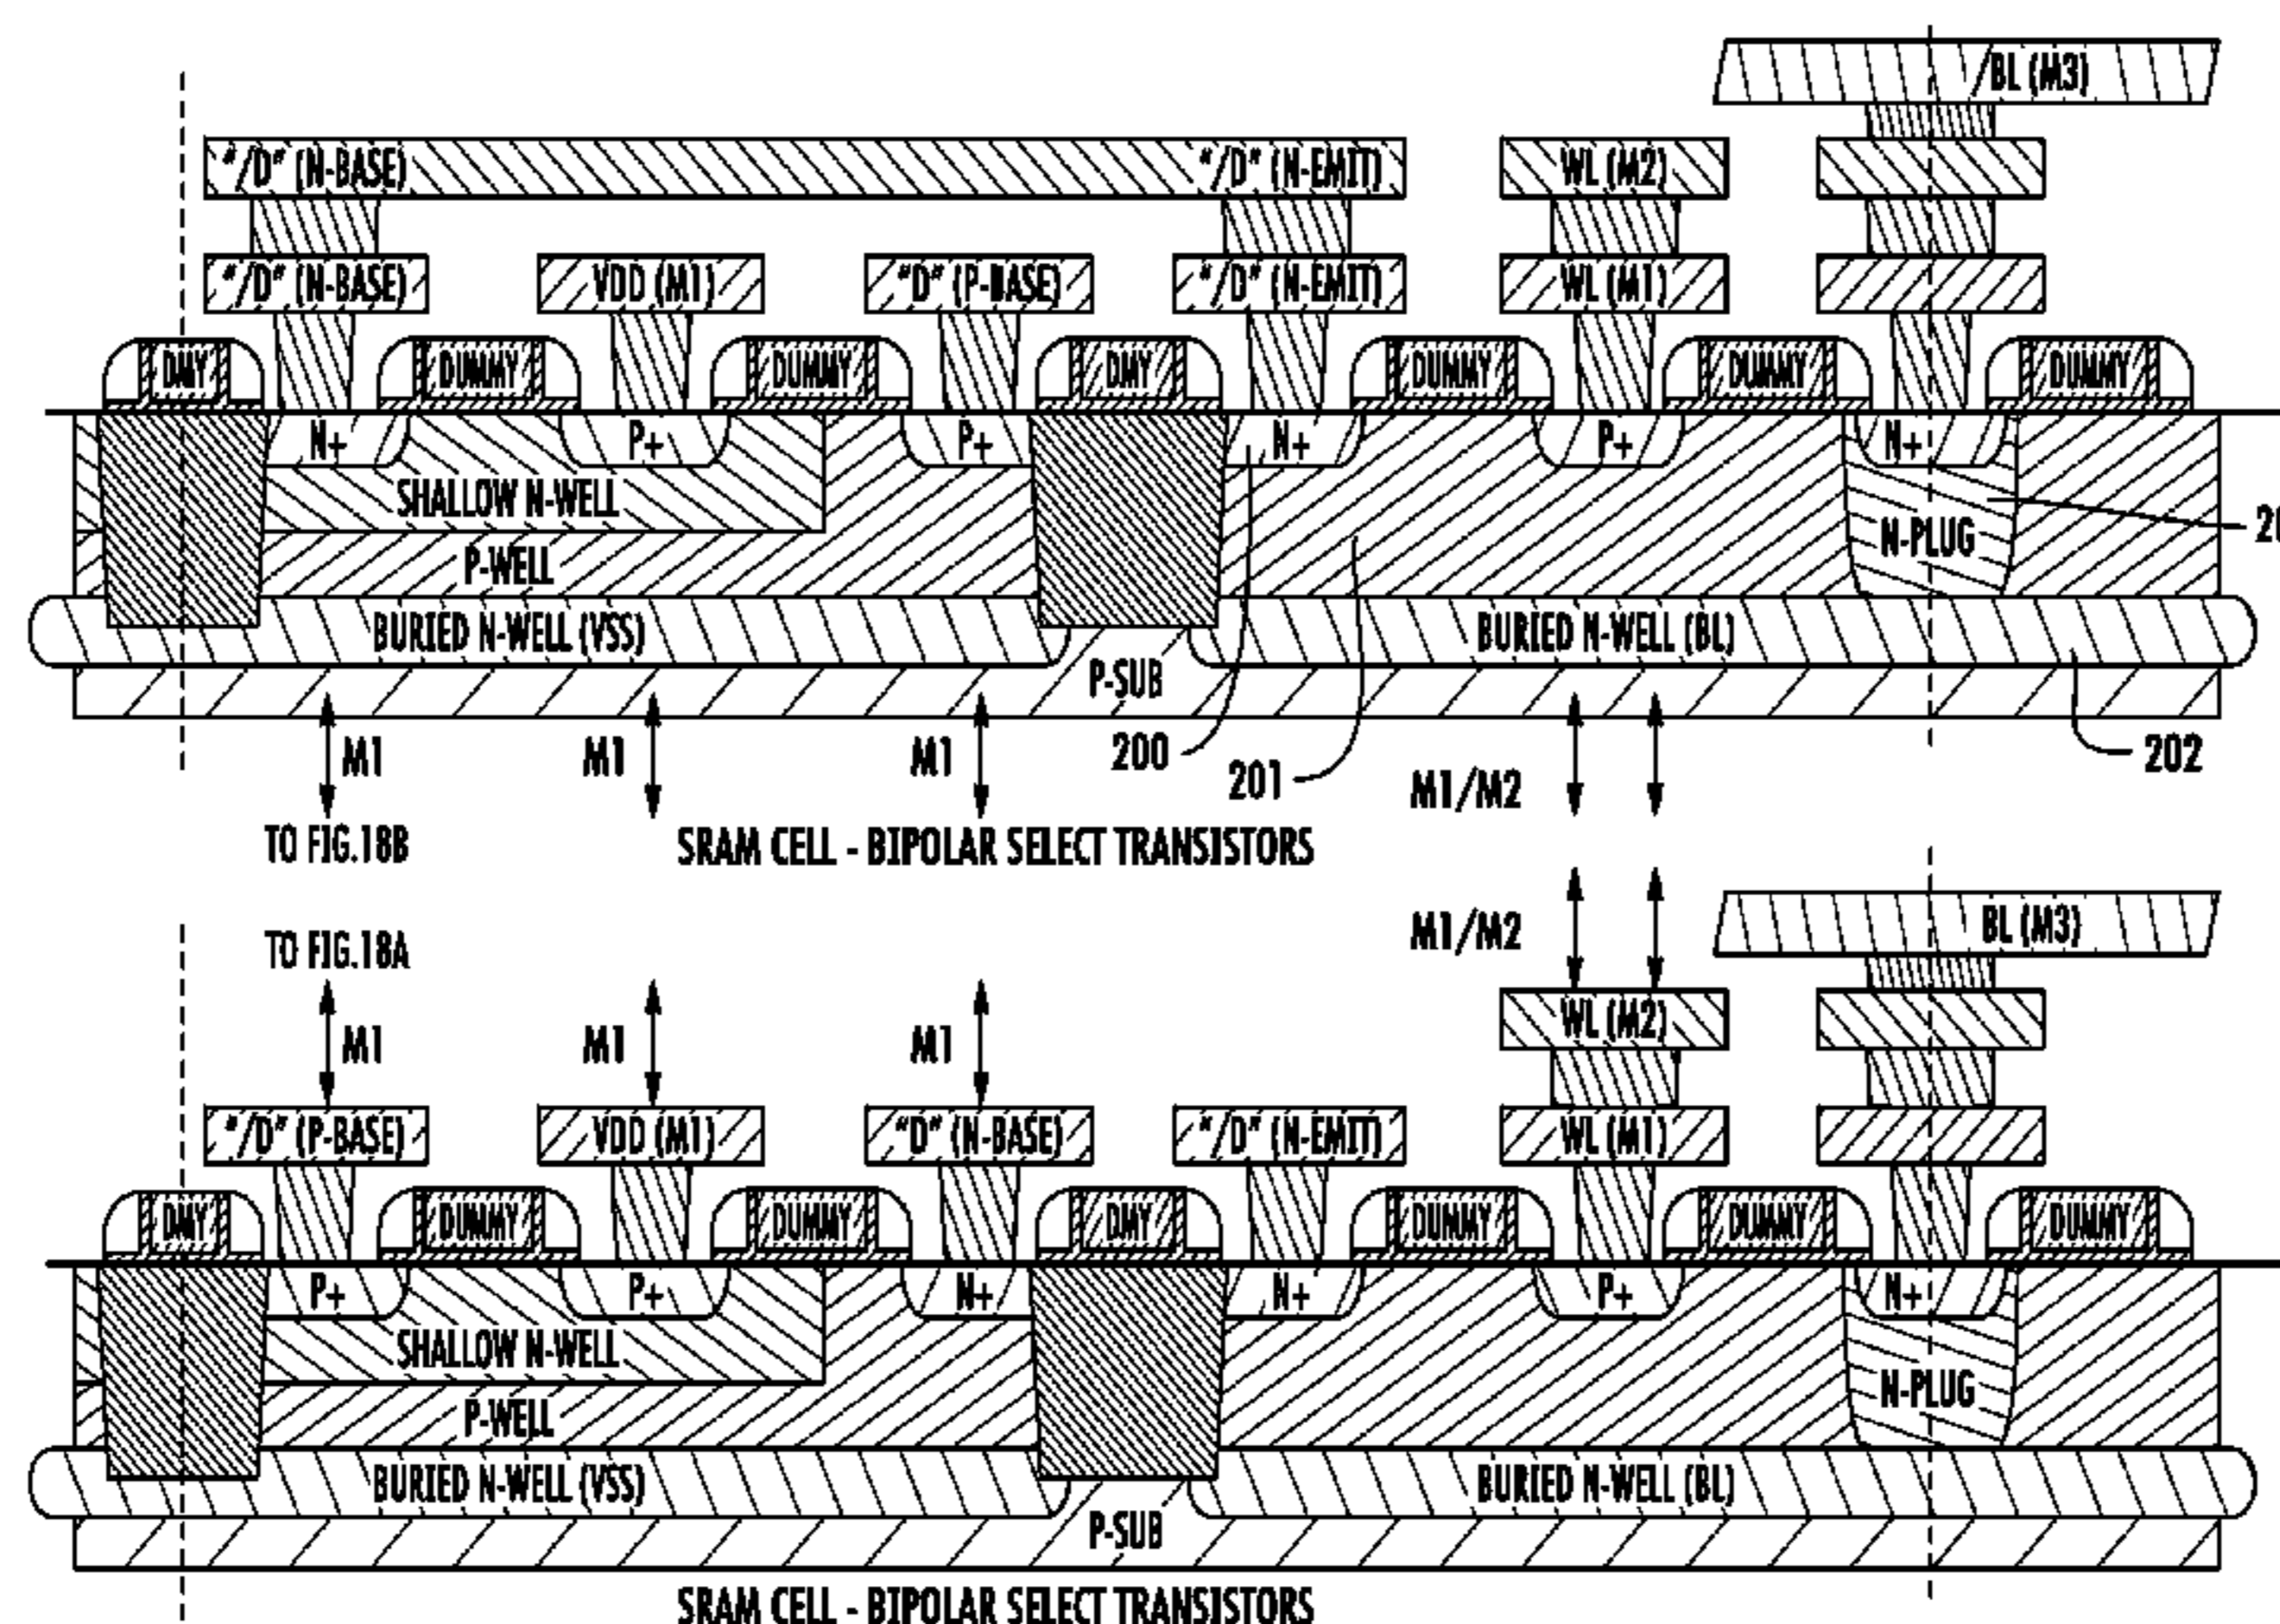 /BL (M3)
"/D" (N-BASE) "/D" (N-EMIT) WL (M2)
"/D" (N-BASE) VDD (M1) "D" (P-BASE) "/D" (N-EMIT) WL (M1)
DMY DUMMY DUMMY DMY DUMMY DUMMY DUMMY
N+ P+ P+ N+ P+ N+
SHALLOW N-WELL
N-PLUG
P-WELL
BURIED N-WELL (VSS) BURIED N-WELL (BL)
P-SUB
M1 M1 M1 200 201 M1/M2 202
TO FIG.18B SRAM CELL - BIPOLAR SELECT TRANSISTORS
TO FIG.18A M1/M2 BL (M3)
M1 M1 M1 WL (M2)
"/D" (P-BASE) VDD (M1) "D" (N-BASE) "/D" (N-EMIT) WL (M1)
DMY DUMMY DUMMY DMY DUMMY DUMMY DUMMY
P+ P+ N+ N+ P+ N+
SHALLOW N-WELL
N-PLUG
P-WELL
BURIED N-WELL (VSS) BURIED N-WELL (BL)
P-SUB
SRAM CELL - BIPOLAR SELECT TRANSISTORS